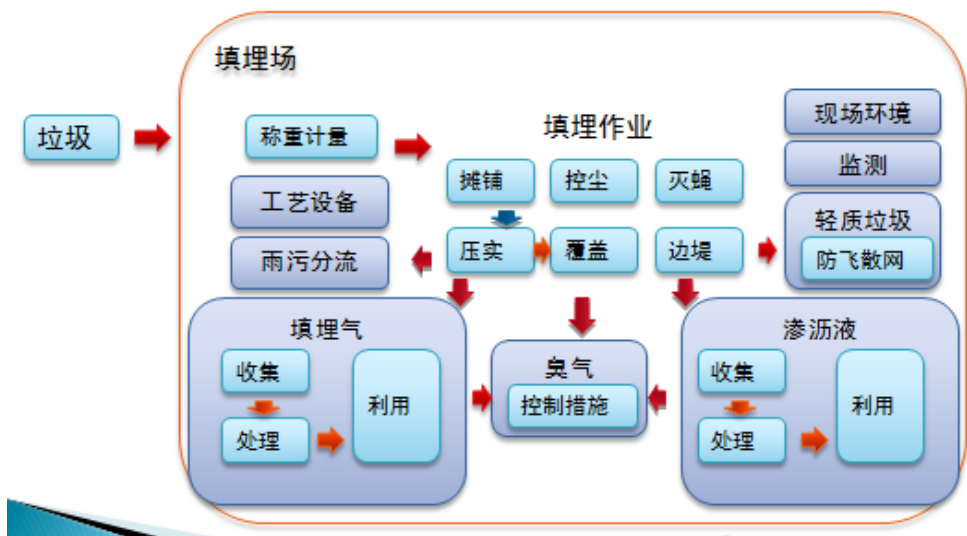 填埋场
垃圾
称重计量
填埋作业
现场环境
监测
摊铺
控尘
灭蝇
工艺设备
轻质垃圾
防飞散网
雨污分流
压实
覆盖
边堤
填埋气
收集
处理
利用
臭气
控制措施
渗沥液
收集
处理
利用